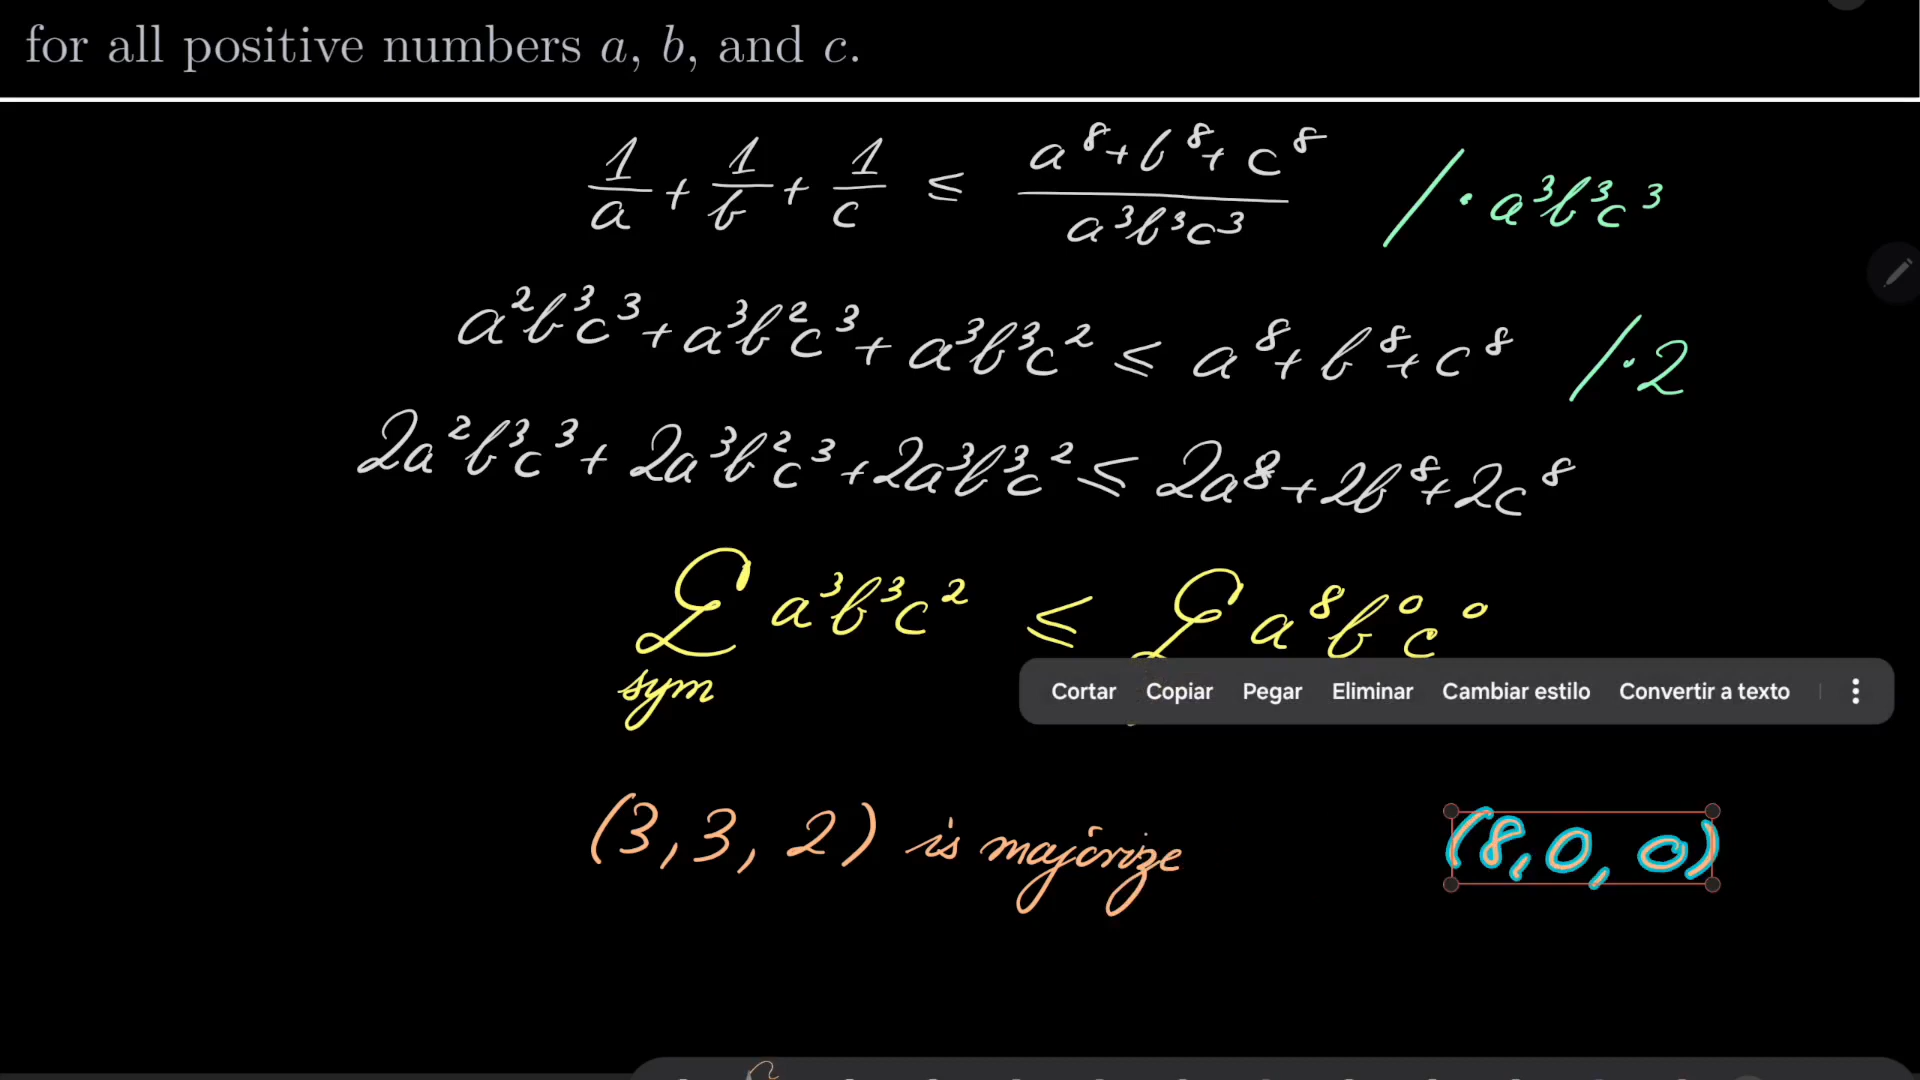 for all positive numbers a, b, and c.
1/a + 1/b + 1/c ≤ (a⁸+b⁸+c⁸)/(a³b³c³) / · a³b³c³
a²b³c³ + a³b²c³ + a³b³c² ≤ a⁸ + b⁸ + c⁸ / · 2
2a²b³c³ + 2a³b²c³ + 2a³b³c² ≤ 2a⁸ + 2b⁸ + 2c⁸
∑ a³b³c² ≤ ∑ a⁸b⁰c⁰
sym
Cortar Copiar Pegar Eliminar Cambiar estilo Convertir a texto
(3, 3, 2) is majorize (8, 0, 0)